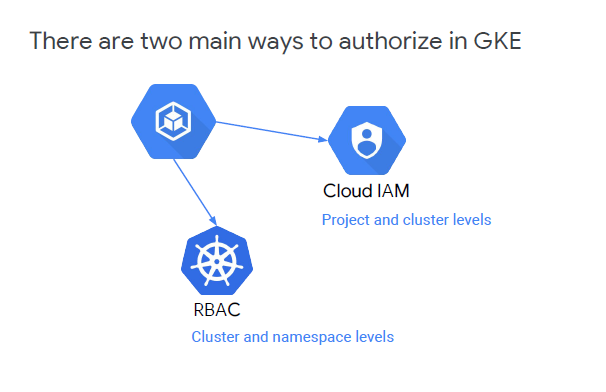 There are two main ways to authorize in GKE
Cloud IAM
Project and cluster levels
RBAC
Cluster and namespace levels